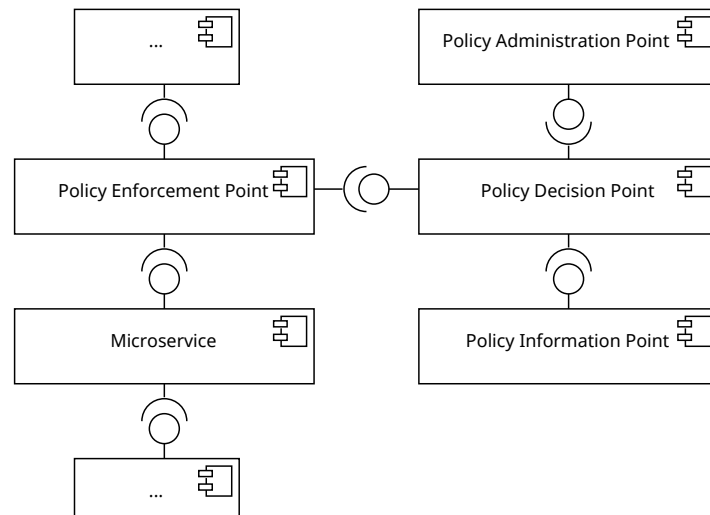 ...
Policy Administration Point
Policy Enforcement Point
Policy Decision Point
Microservice
Policy Information Point
...